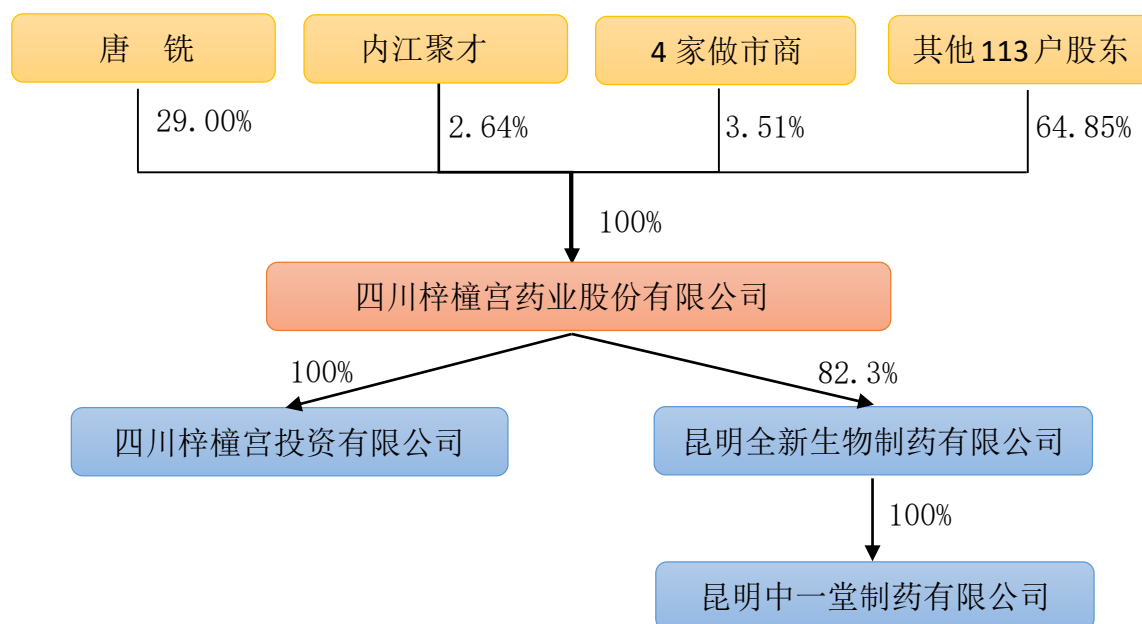 唐　铣
内江聚才
4 家做市商
其他 113 户股东
29.00%
2.64%
3.51%
64.85%
100%
四川梓橦宫药业股份有限公司
100%
82.3%
四川梓橦宫投资有限公司
昆明全新生物制药有限公司
100%
昆明中一堂制药有限公司